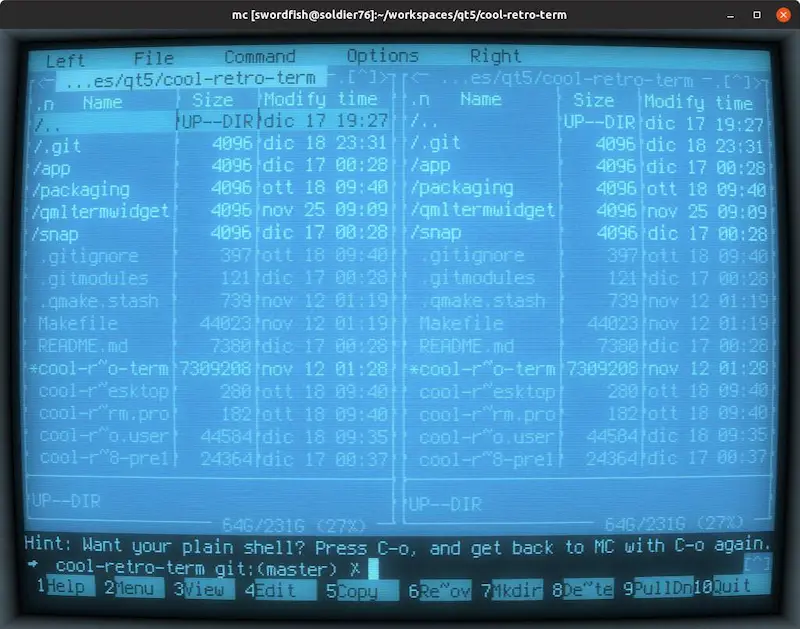 mc [swordfish@soldier76]:~/workspaces/qt5/cool-retro-term
Left File Command Options Right
<— ...es/qt5/cool-retro-term —.[^]>
<— ...es/qt5/cool-retro-term —.[^]>
.n Name Size Modify time .n Name Size Modify time
/.. UP--DIR dic 17 19:27 /.. UP--DIR dic 17 19:27
/.git 4096 dic 18 23:31 /.git 4096 dic 18 23:31
/app 4096 dic 17 00:28 /app 4096 dic 17 00:28
/packaging 4096 ott 18 09:40 /packaging 4096 ott 18 09:40
/qmltermwidget 4096 nov 25 09:09 /qmltermwidget 4096 nov 25 09:09
/snap 4096 dic 17 00:28 /snap 4096 dic 17 00:28
.gitignore 397 ott 18 09:40 .gitignore 397 ott 18 09:40
.gitmodules 121 dic 17 00:28 .gitmodules 121 dic 17 00:28
.qmake.stash 739 nov 12 01:19 .qmake.stash 739 nov 12 01:19
Makefile 44023 nov 12 01:19 Makefile 44023 nov 12 01:19
README.md 7380 dic 17 00:28 README.md 7380 dic 17 00:28
*cool-r~o-term 7309208 nov 12 01:28 *cool-r~o-term 7309208 nov 12 01:28
cool-r~esktop 280 ott 18 09:40 cool-r~esktop 280 ott 18 09:40
cool-r~rm.pro 182 ott 18 09:40 cool-r~rm.pro 182 ott 18 09:40
cool-r~o.user 44584 dic 18 09:35 cool-r~o.user 44584 dic 18 09:35
cool-r~8-pre1 24364 dic 17 00:37 cool-r~8-pre1 24364 dic 17 00:37
UP--DIR UP--DIR
64G/231G (27%) 64G/231G (27%)
Hint: Want your plain shell? Press C-o, and get back to MC with C-o again.
➜ cool-retro-term git:(master) X [^]
1Help 2Menu 3View 4Edit 5Copy 6Re~ov 7Mkdir 8De~te 9PullDn 10Quit